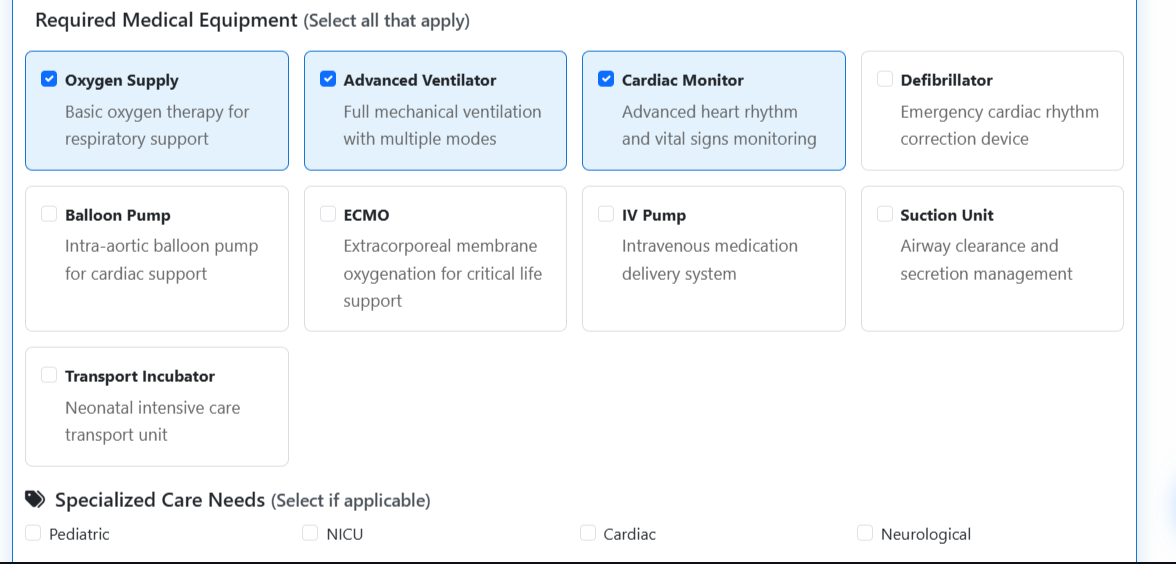 Required Medical Equipment (Select all that apply)
Oxygen Supply
Basic oxygen therapy for
respiratory support
Advanced Ventilator
Full mechanical ventilation
with multiple modes
Cardiac Monitor
Advanced heart rhythm
and vital signs monitoring
Defibrillator
Emergency cardiac rhythm
correction device
Balloon Pump
Intra-aortic balloon pump
for cardiac support
ECMO
Extracorporeal membrane
oxygenation for critical life
support
IV Pump
Intravenous medication
delivery system
Suction Unit
Airway clearance and
secretion management
Transport Incubator
Neonatal intensive care
transport unit
Specialized Care Needs (Select if applicable)
Pediatric
NICU
Cardiac
Neurological